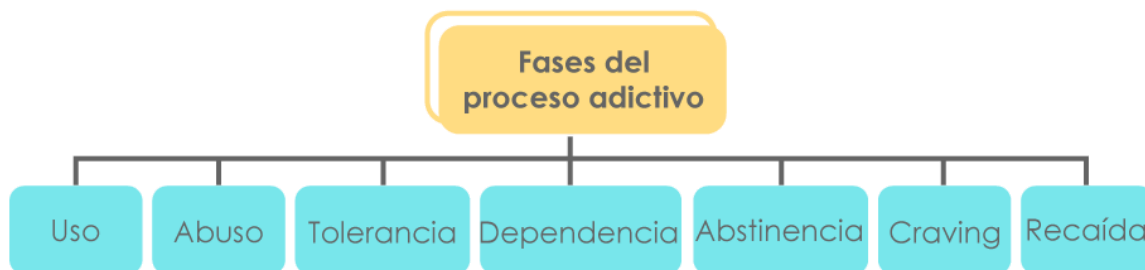 Fases del
proceso adictivo
Uso
Abuso
Tolerancia
Dependencia
Abstinencia
Craving
Recaída